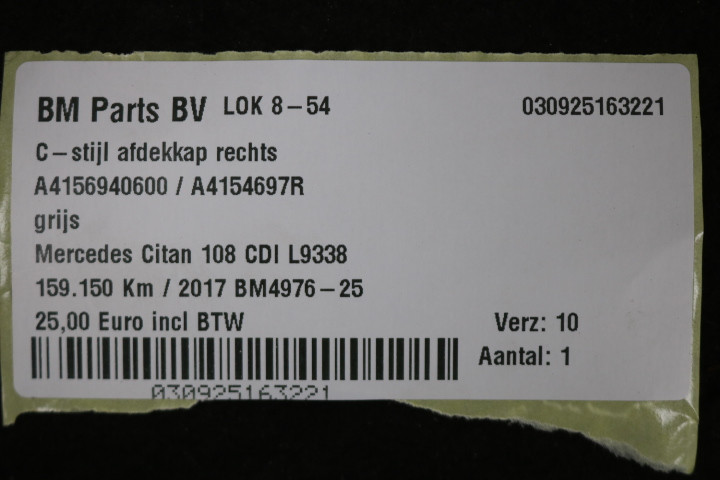 BM Parts BV LOK 8-54 030925163221
C-stijl afdekkap rechts
A4156940600 / A4154697R
grijs
Mercedes Citan 108 CDI L9338
159.150 Km / 2017 BM4976-25
25,00 Euro incl BTW Verz: 10
Aantal: 1
030925163221